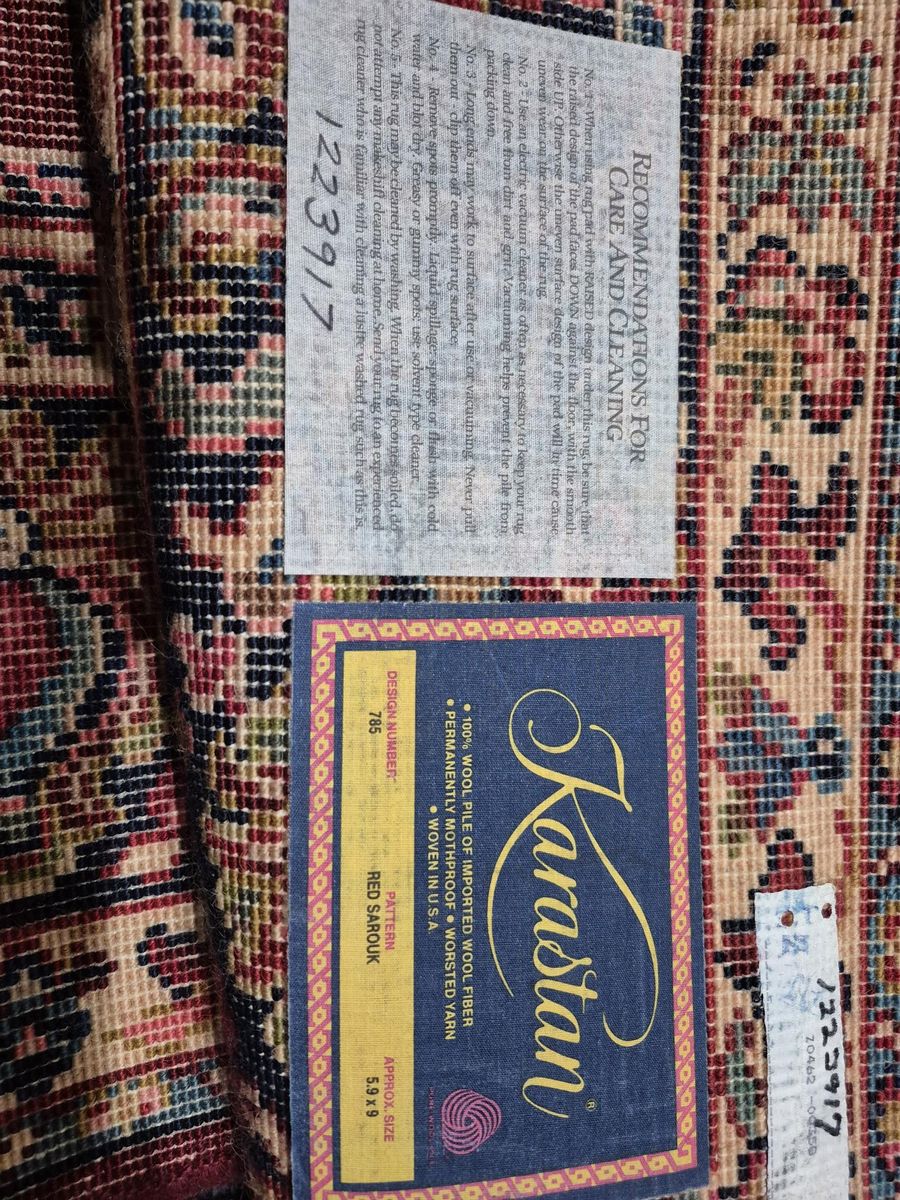 RECOMMENDATIONS FOR
CARE AND CLEANING
No. 1 - When using rug pad with RAISED design under this rug, be sure that
the raised design of the pad faces DOWN against the floor, with the smooth
side UP. Otherwise the uneven surface design of the pad will in time cause
uneven wear on the surface of the rug.
No. 2 - Use an electric vacuum cleaner as often as necessary to keep your rug
clean and free from dirt and grit. Vacuuming helps prevent the pile from
packing down.
No. 3 - Long ends may work to surface after use or vacuuming. Never pull
them out - clip them off even with rug surface.
No. 4 - Remove spots promptly. Liquid spillage: sponge or flush with cold
water and blot dry. Greasy or gummy spots: use solvent type cleaner.
No. 5 - This rug may be cleaned by washing. When the rug becomes soiled, do
not attempt any makeshift cleaning at home. Send your rug to an experienced
rug cleaner who is familiar with cleaning a lustre washed rug such as this is.
1223917
Karastan®
• 100% WOOL PILE OF IMPORTED WOOL FIBER
• PERMANENTLY MOTHPROOF • WORSTED YARN
• WOVEN IN U.S.A.
DESIGN NUMBER PATTERN APPROX. SIZE
785 RED SAROUK 5.9 x 9
1223917
20462